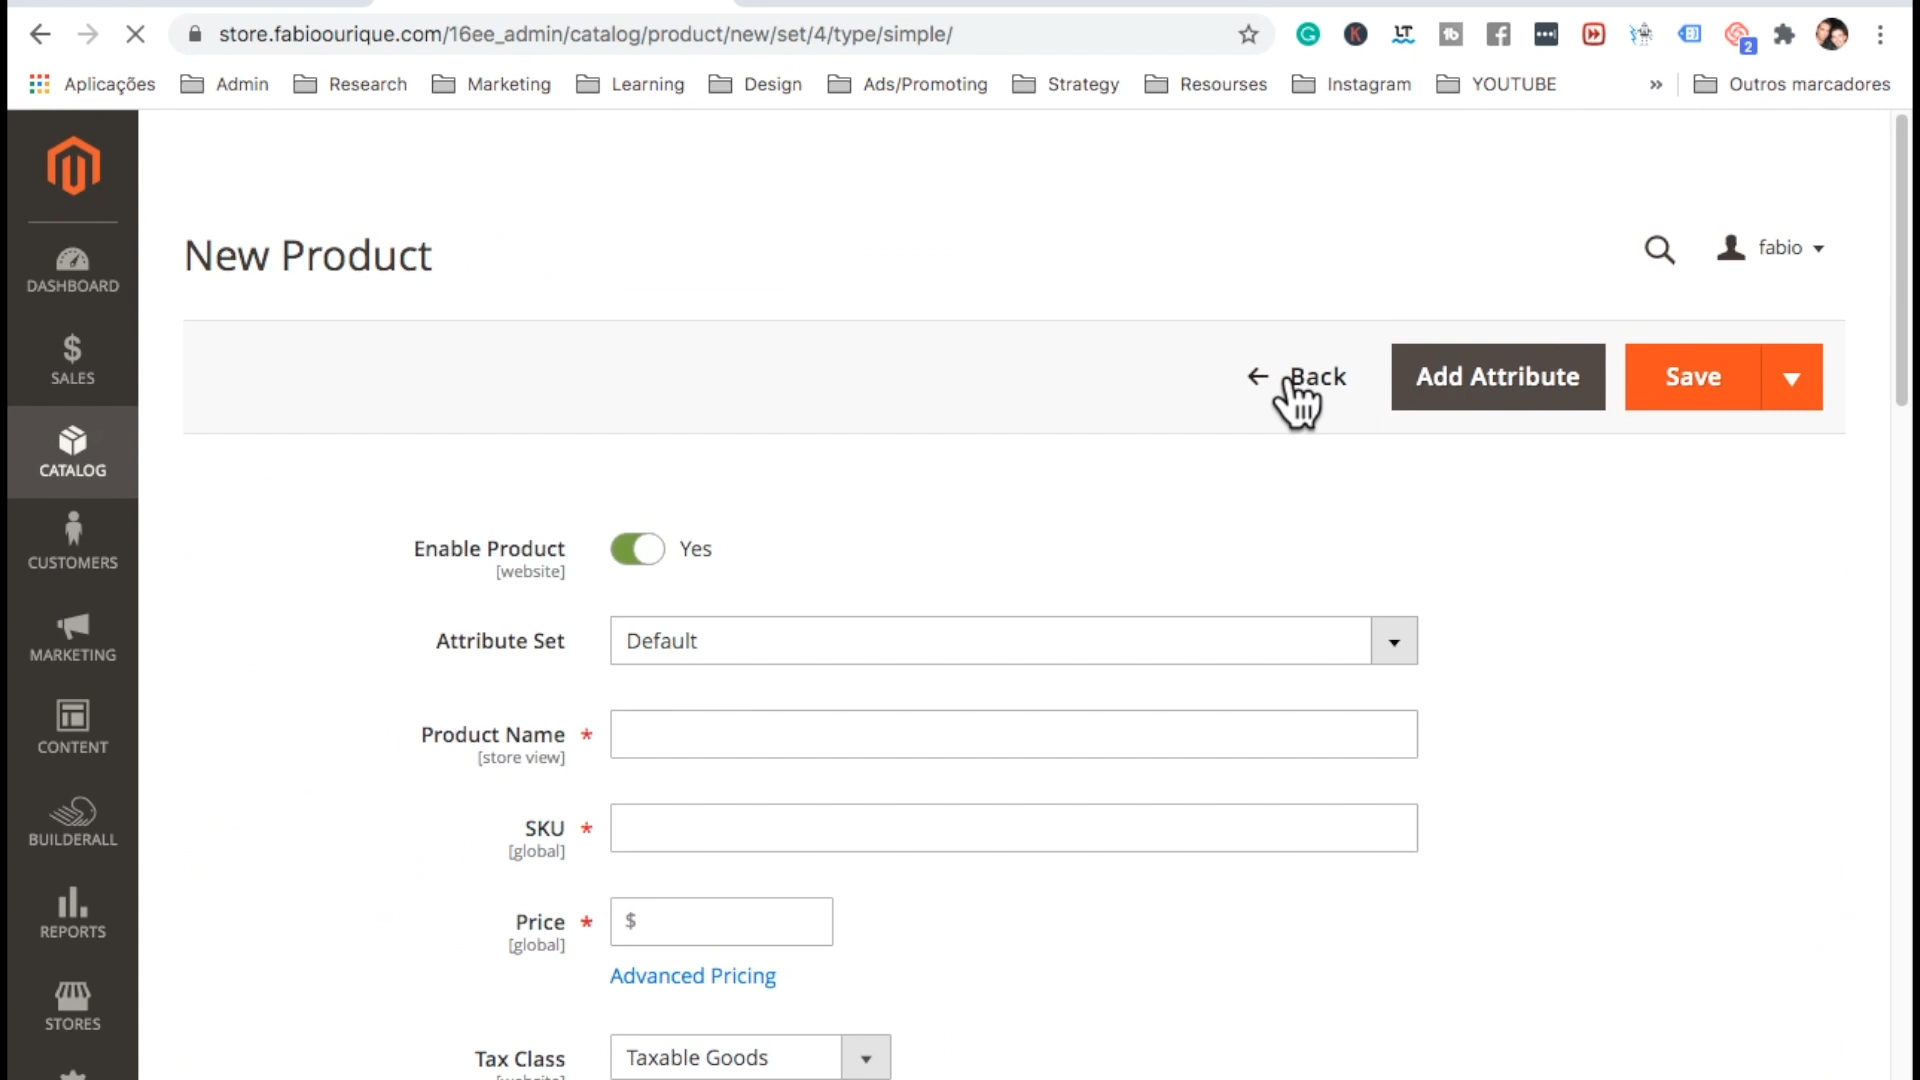 store.fabioourique.com/16ee_admin/catalog/product/new/set/4/type/simple/
2
Aplicações Admin Research Marketing Learning Design Ads/Promoting Strategy Resourses Instagram YOUTUBE » Outros marcadores
New Product
fabio
DASHBOARD
SALES
CATALOG
CUSTOMERS
MARKETING
CONTENT
BUILDERALL
REPORTS
STORES
← Back Add Attribute Save
Enable Product Yes
[website]
Attribute Set Default
Product Name *
[store view]
SKU *
[global]
Price * $
[global]
Advanced Pricing
Tax Class Taxable Goods